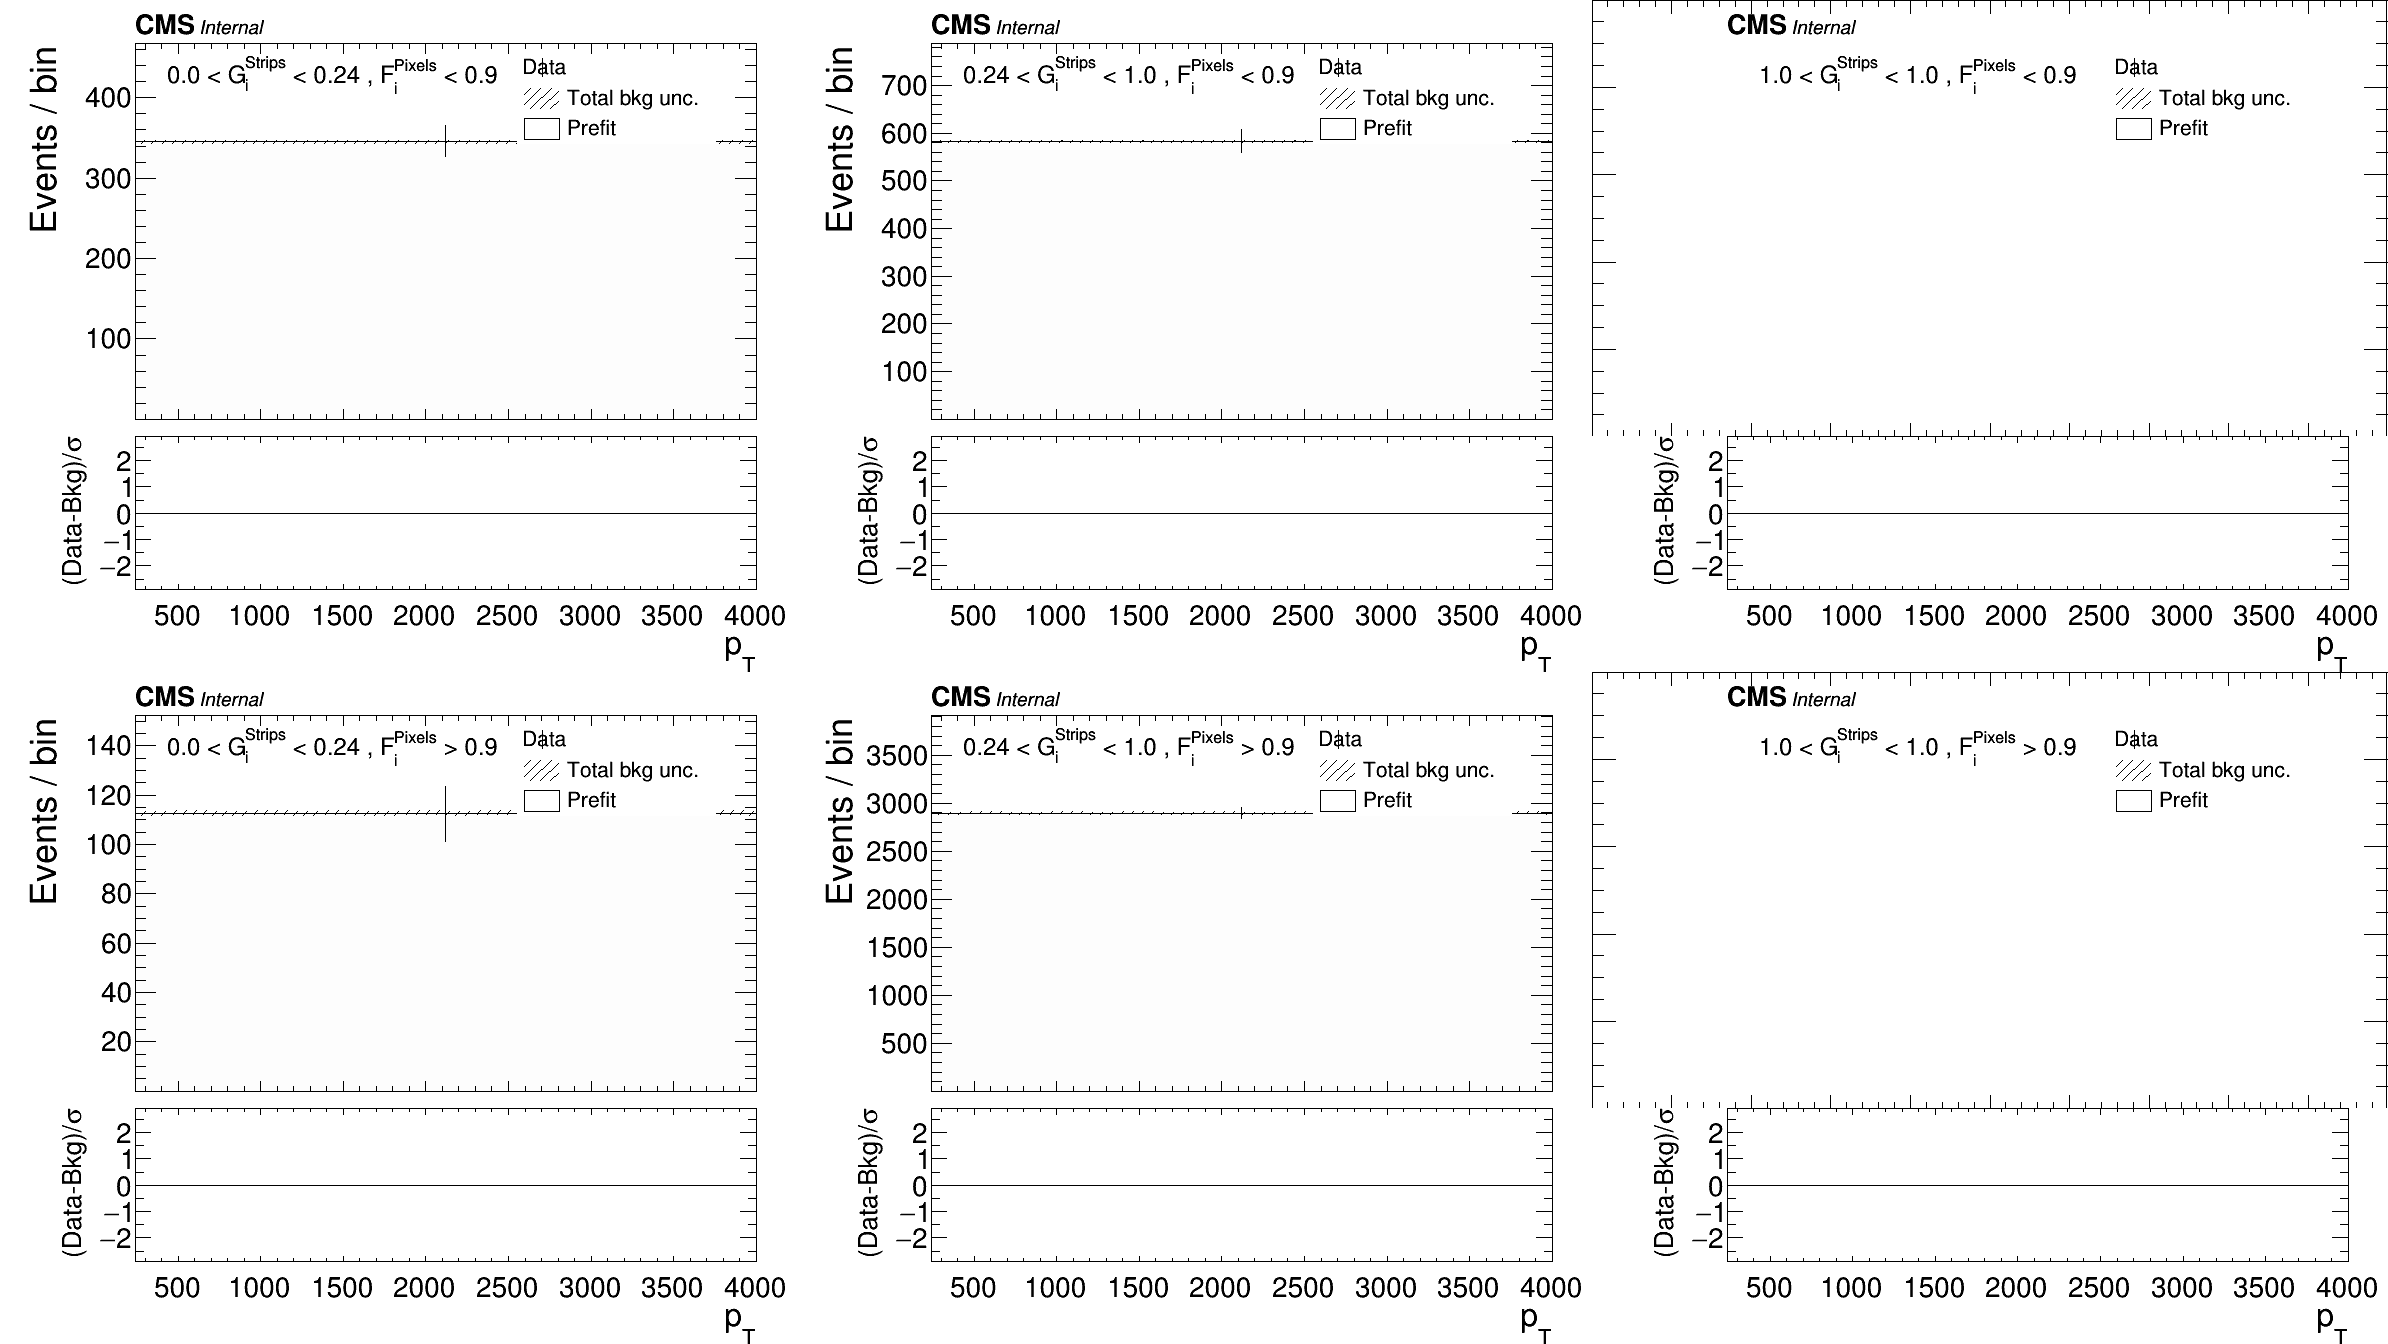 CMS Internal
Events / bin
0.0 < G_i^Strips < 0.24 , F_i^Pixels < 0.9
Data
Total bkg unc.
Prefit
400
300
200
100
(Data-Bkg)/σ
2
1
0
−1
−2
500 1000 1500 2000 2500 3000 3500 4000
p_T
CMS Internal
Events / bin
0.24 < G_i^Strips < 1.0 , F_i^Pixels < 0.9
Data
Total bkg unc.
Prefit
700
600
500
400
300
200
100
(Data-Bkg)/σ
2
1
0
−1
−2
500 1000 1500 2000 2500 3000 3500 4000
p_T
CMS Internal
1.0 < G_i^Strips < 1.0 , F_i^Pixels < 0.9
Data
Total bkg unc.
Prefit
(Data-Bkg)/σ
2
1
0
−1
−2
500 1000 1500 2000 2500 3000 3500 4000
p_T
CMS Internal
Events / bin
0.0 < G_i^Strips < 0.24 , F_i^Pixels > 0.9
Data
Total bkg unc.
Prefit
140
120
100
80
60
40
20
(Data-Bkg)/σ
2
1
0
−1
−2
500 1000 1500 2000 2500 3000 3500 4000
p_T
CMS Internal
Events / bin
0.24 < G_i^Strips < 1.0 , F_i^Pixels > 0.9
Data
Total bkg unc.
Prefit
3500
3000
2500
2000
1500
1000
500
(Data-Bkg)/σ
2
1
0
−1
−2
500 1000 1500 2000 2500 3000 3500 4000
p_T
CMS Internal
1.0 < G_i^Strips < 1.0 , F_i^Pixels > 0.9
Data
Total bkg unc.
Prefit
(Data-Bkg)/σ
2
1
0
−1
−2
500 1000 1500 2000 2500 3000 3500 4000
p_T